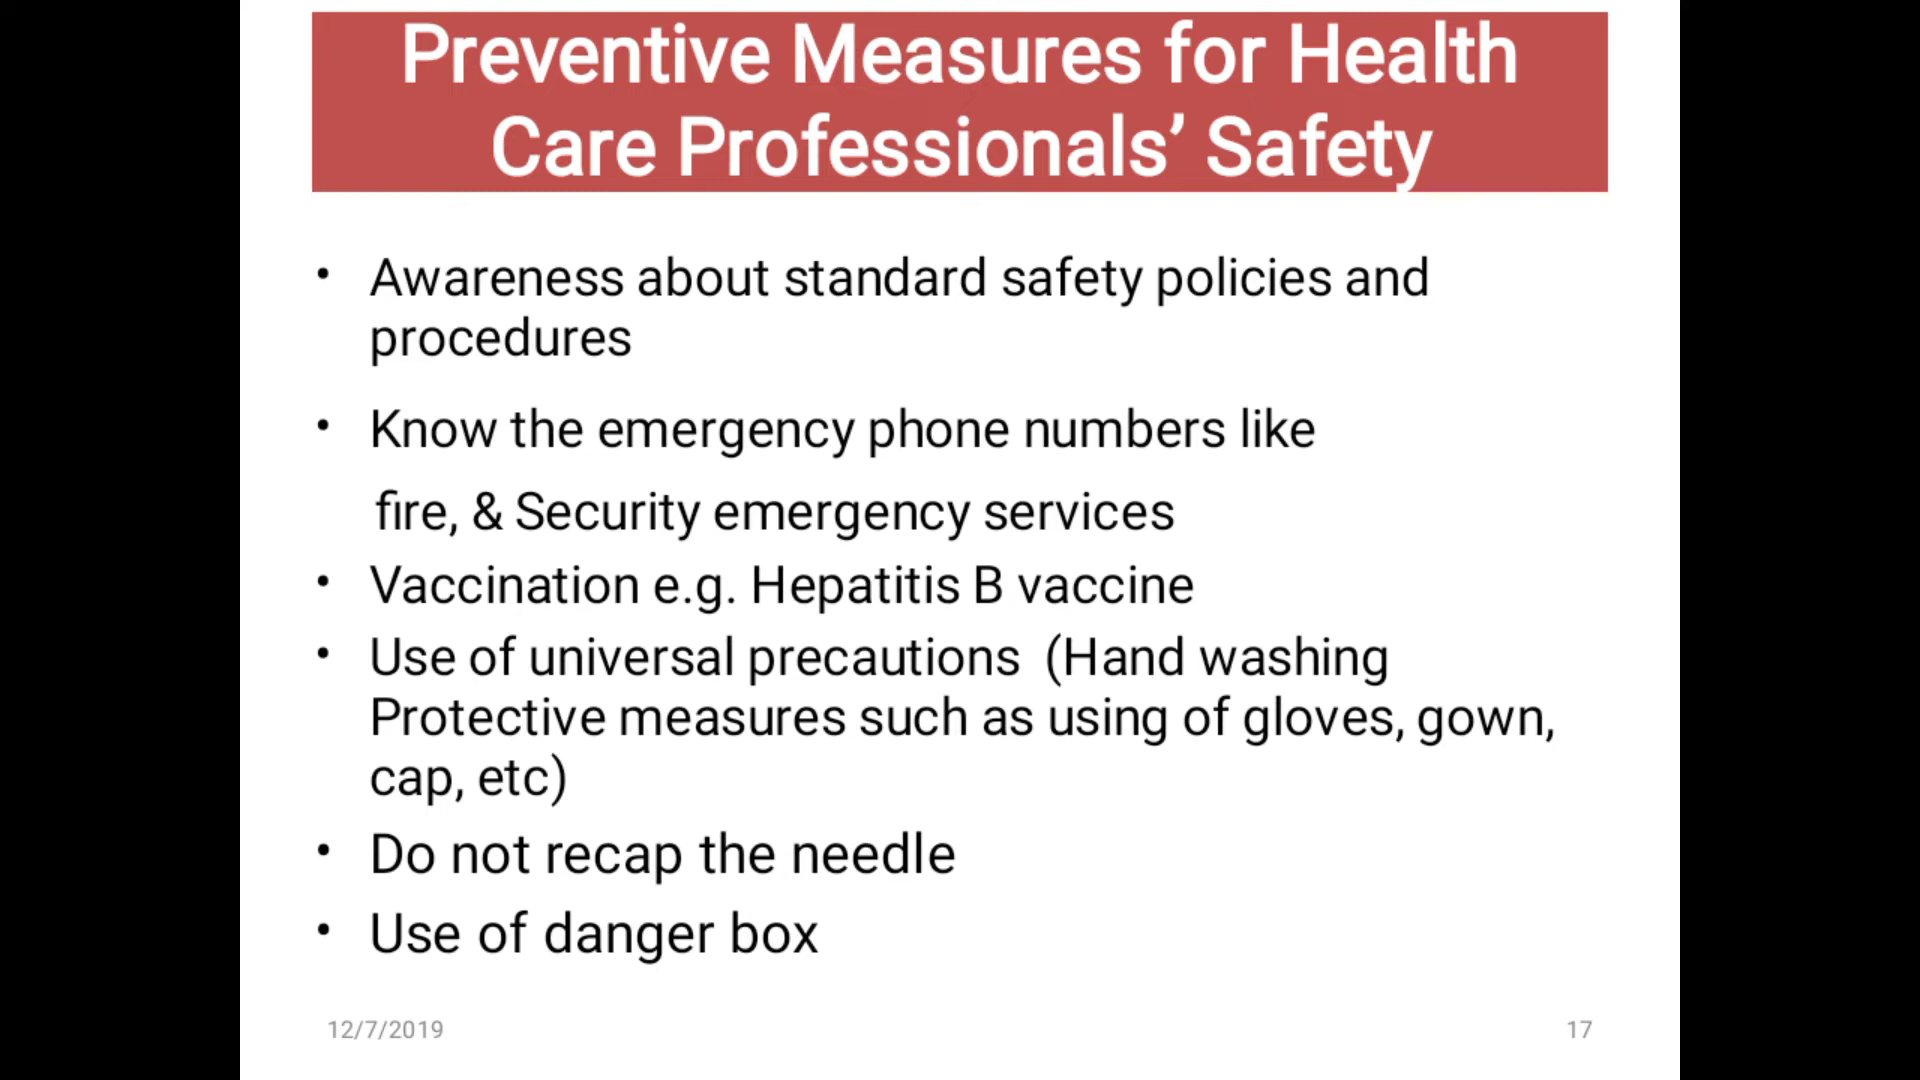 Preventive Measures for Health
Care Professionals’ Safety
• Awareness about standard safety policies and
procedures
• Know the emergency phone numbers like
fire, & Security emergency services
• Vaccination e.g. Hepatitis B vaccine
• Use of universal precautions  (Hand washing
Protective measures such as using of gloves, gown,
cap, etc)
• Do not recap the needle
• Use of danger box
12/7/2019
17